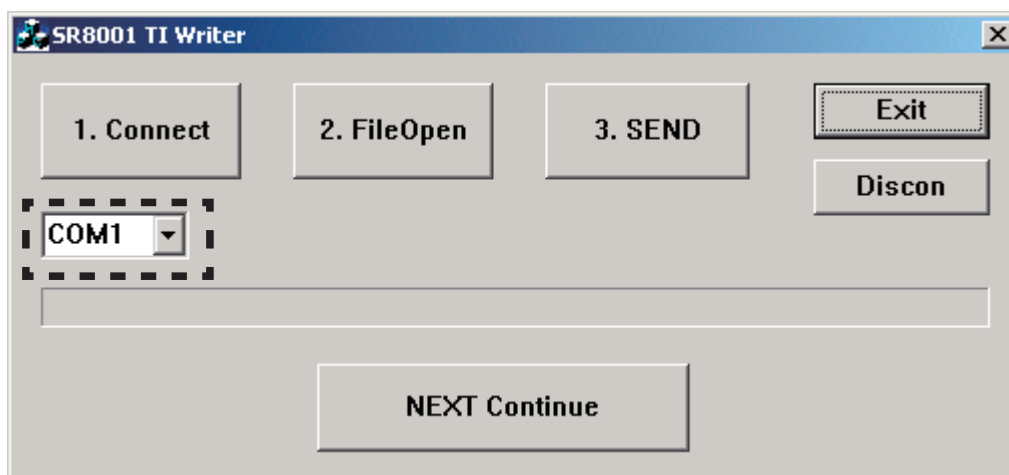 SR8001 TI Writer
1. Connect
2. FileOpen
3. SEND
Exit
Discon
COM1
NEXT Continue